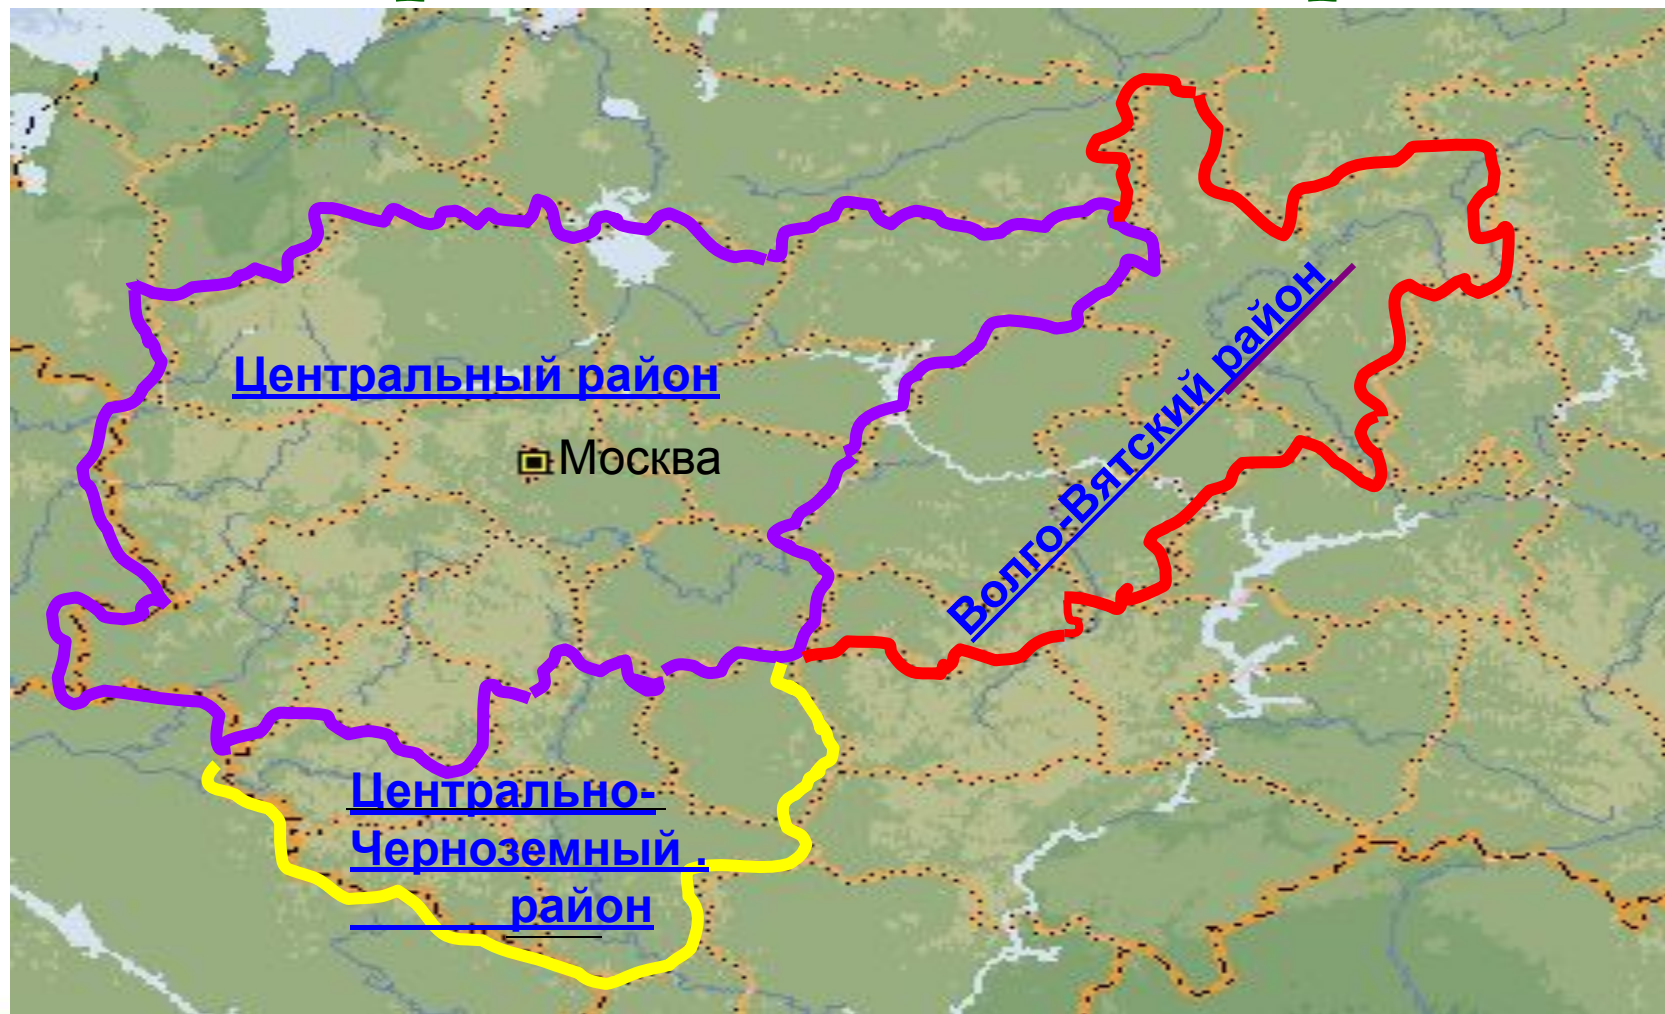 Центральный район
Москва
Волго-Вятский район
Центрально-
Черноземный .
район